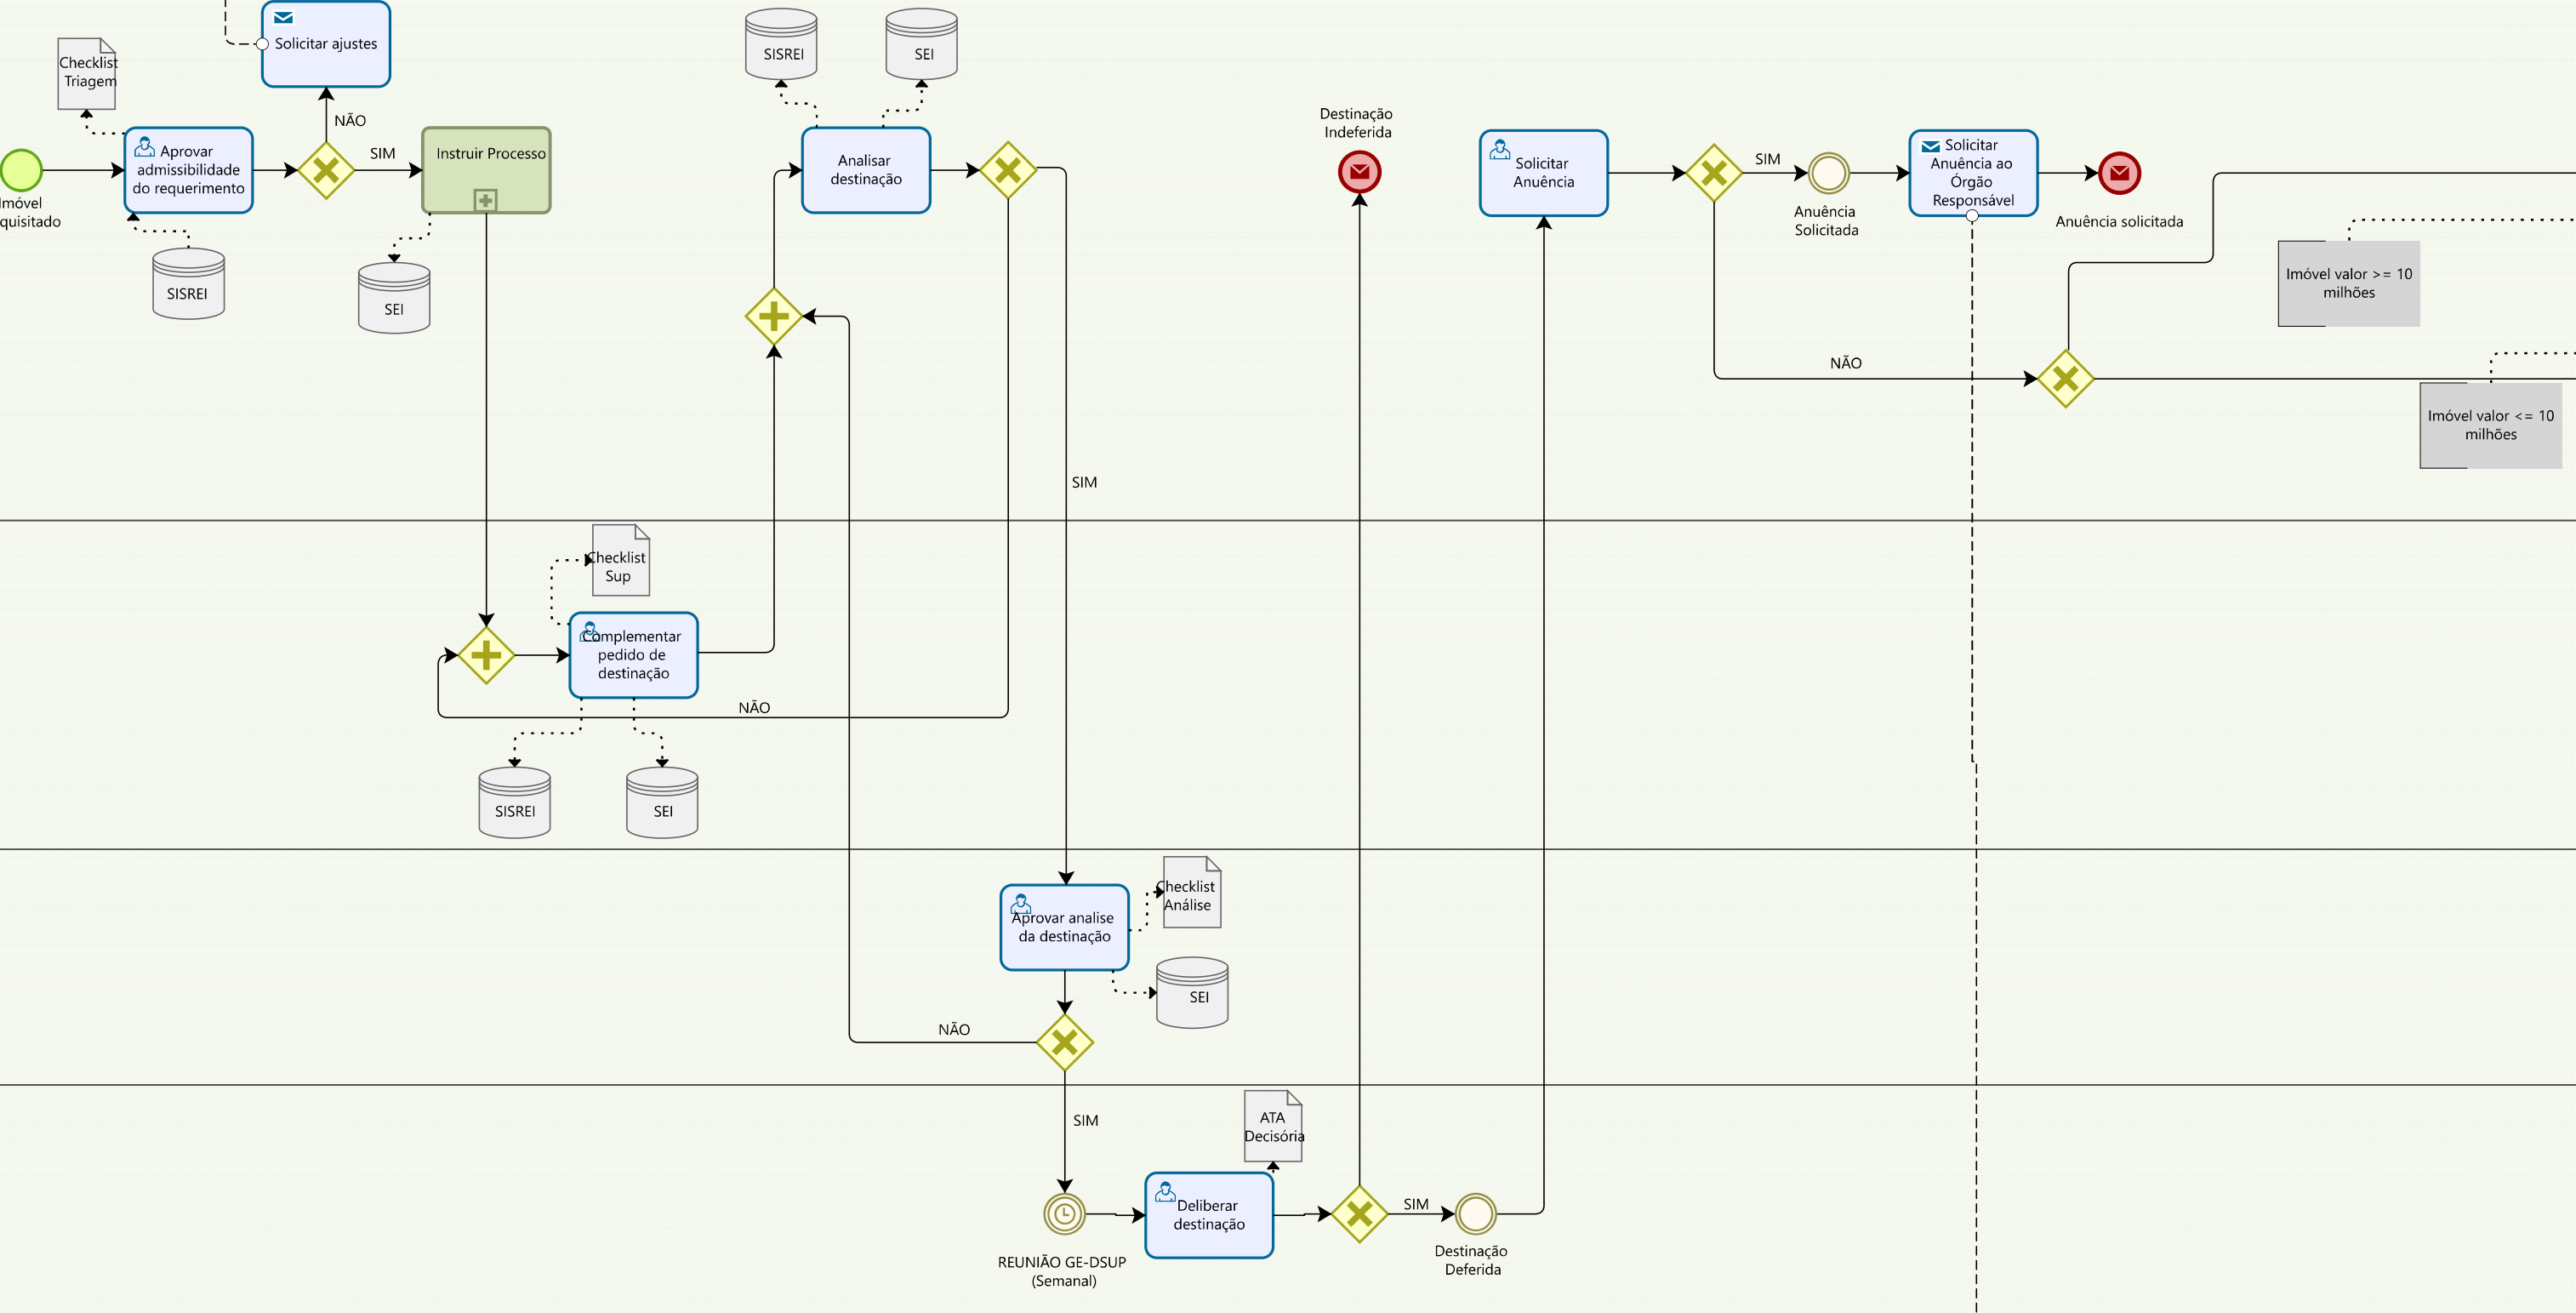 Solicitar ajustes
Checklist
Triagem
NÃO
Aprovar
admissibilidade
do requerimento
SIM
Instruir Processo
Imóvel
quisitado
SISREI
SEI
SISREI
SEI
Analisar
destinação
Destinação
Indeferida
Solicitar
Anuência
SIM
Anuência
Solicitada
Solicitar
Anuência ao
Órgão
Responsável
Anuência solicitada
Imóvel valor >= 10
milhões
NÃO
Imóvel valor <= 10
milhões
SIM
Checklist
Sup
Complementar
pedido de
destinação
NÃO
SISREI
SEI
Checklist
Análise
Aprovar analise
da destinação
SEI
NÃO
SIM
ATA
Decisória
Deliberar
destinação
SIM
REUNIÃO GE-DSUP
(Semanal)
Destinação
Deferida